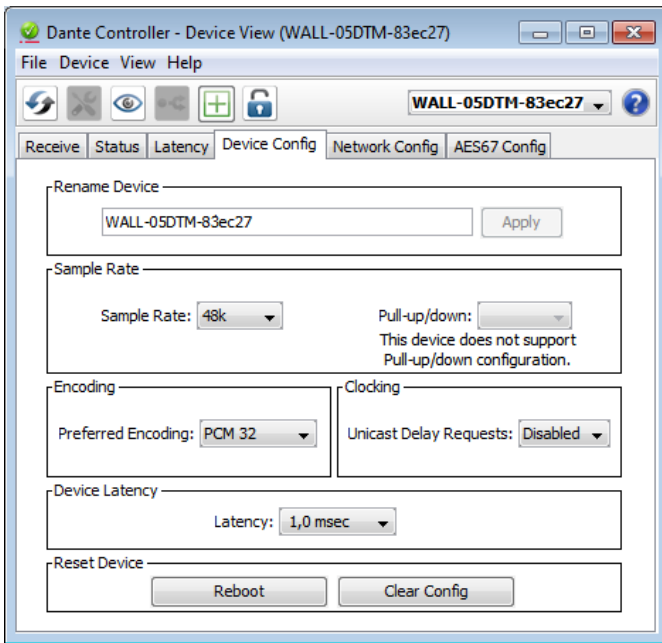 Dante Controller - Device View (WALL-05DTM-83ec27)
File Device View Help
WALL-05DTM-83ec27
?
Receive Status Latency Device Config Network Config AES67 Config
Rename Device
WALL-05DTM-83ec27 Apply
Sample Rate
Sample Rate: 48k Pull-up/down:
This device does not support
Pull-up/down configuration.
Encoding Clocking
Preferred Encoding: PCM 32 Unicast Delay Requests: Disabled
Device Latency
Latency: 1,0 msec
Reset Device
Reboot Clear Config